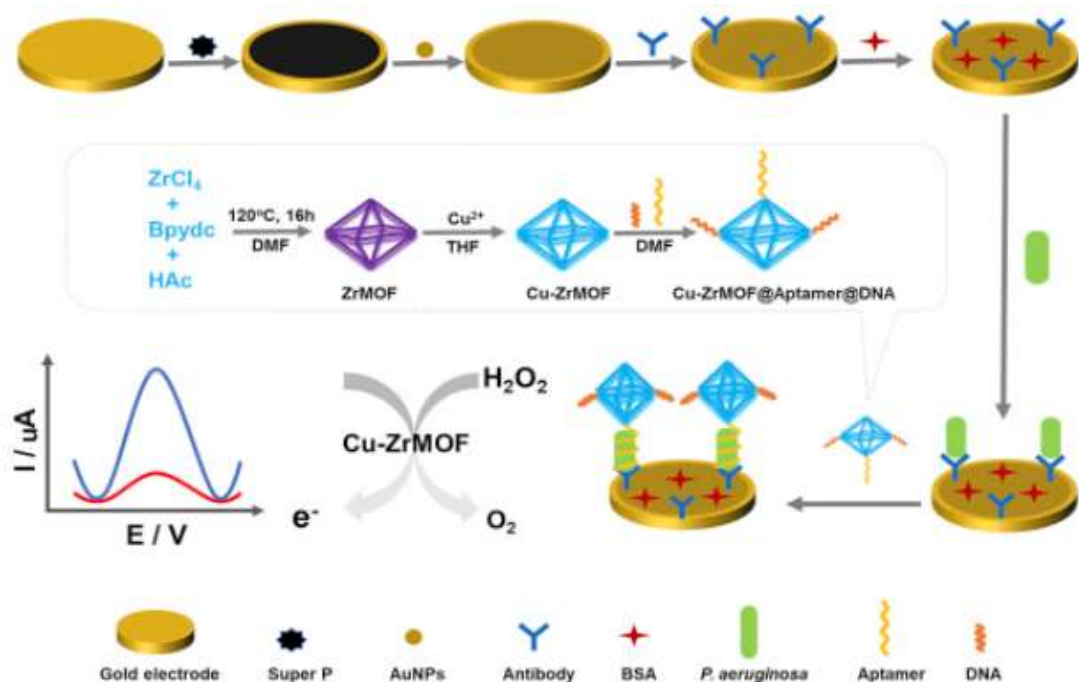 ZrCl₄
+
Bpydc
+
HAc
120°C, 16h
DMF
ZrMOF
Cu²⁺
THF
Cu-ZrMOF
DMF
Cu-ZrMOF@Aptamer@DNA
I / uA
E / V
H₂O₂
Cu-ZrMOF
e⁻
O₂
Gold electrode
Super P
AuNPs
Antibody
BSA
P. aeruginosa
Aptamer
DNA